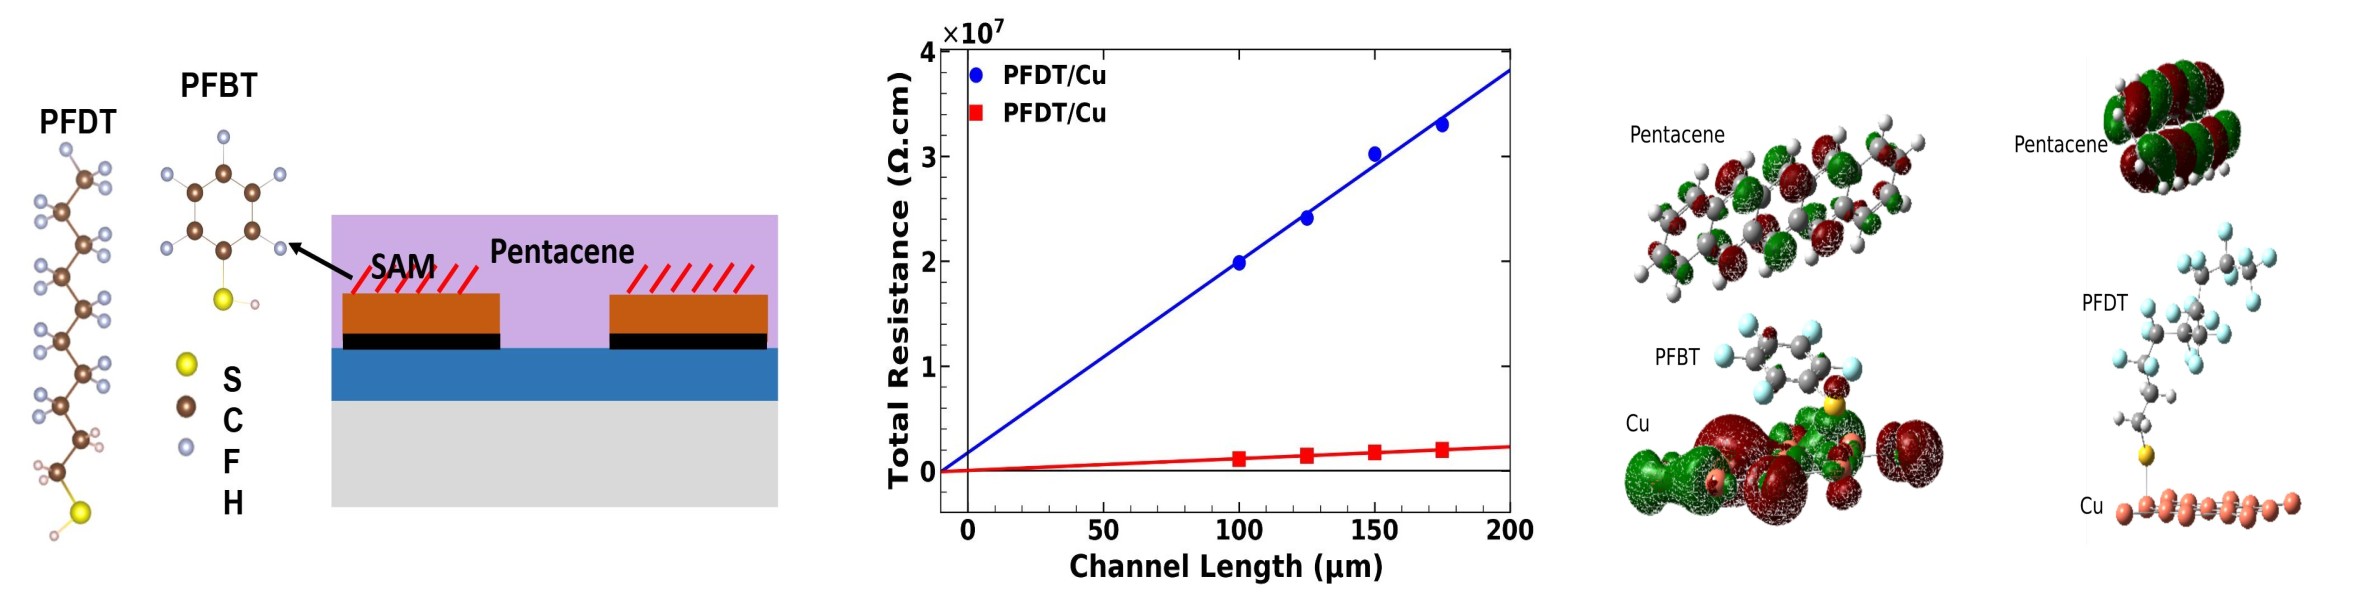 PFDT
PFBT
S
C
F
H
SAM
Pentacene
×10⁷
4
3
2
1
0
Total Resistance (Ω.cm)
PFDT/Cu
PFDT/Cu
0 50 100 150 200
Channel Length (μm)
Pentacene
PFBT
Cu
Pentacene
PFDT
Cu